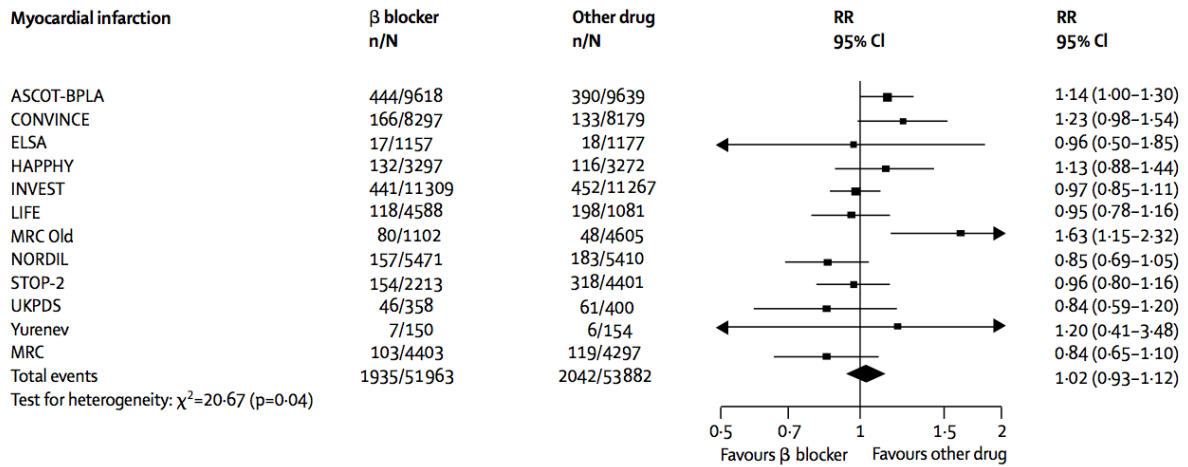 Myocardial infarction β blocker Other drug RR RR
n/N n/N 95% CI 95% CI
ASCOT-BPLA 444/9618 390/9639 1·14 (1·00–1·30)
CONVINCE 166/8297 133/8179 1·23 (0·98–1·54)
ELSA 17/1157 18/1177 0·96 (0·50–1·85)
HAPPHY 132/3297 116/3272 1·13 (0·88–1·44)
INVEST 441/11309 452/11267 0·97 (0·85–1·11)
LIFE 118/4588 198/1081 0·95 (0·78–1·16)
MRC Old 80/1102 48/4605 1·63 (1·15–2·32)
NORDIL 157/5471 183/5410 0·85 (0·69–1·05)
STOP-2 154/2213 318/4401 0·96 (0·80–1·16)
UKPDS 46/358 61/400 0·84 (0·59–1·20)
Yurenev 7/150 6/154 1·20 (0·41–3·48)
MRC 103/4403 119/4297 0·84 (0·65–1·10)
Total events 1935/51963 2042/53882 1·02 (0·93–1·12)
Test for heterogeneity: χ²=20·67 (p=0·04)
0·5 0·7 1 1·5 2
Favours β blocker Favours other drug